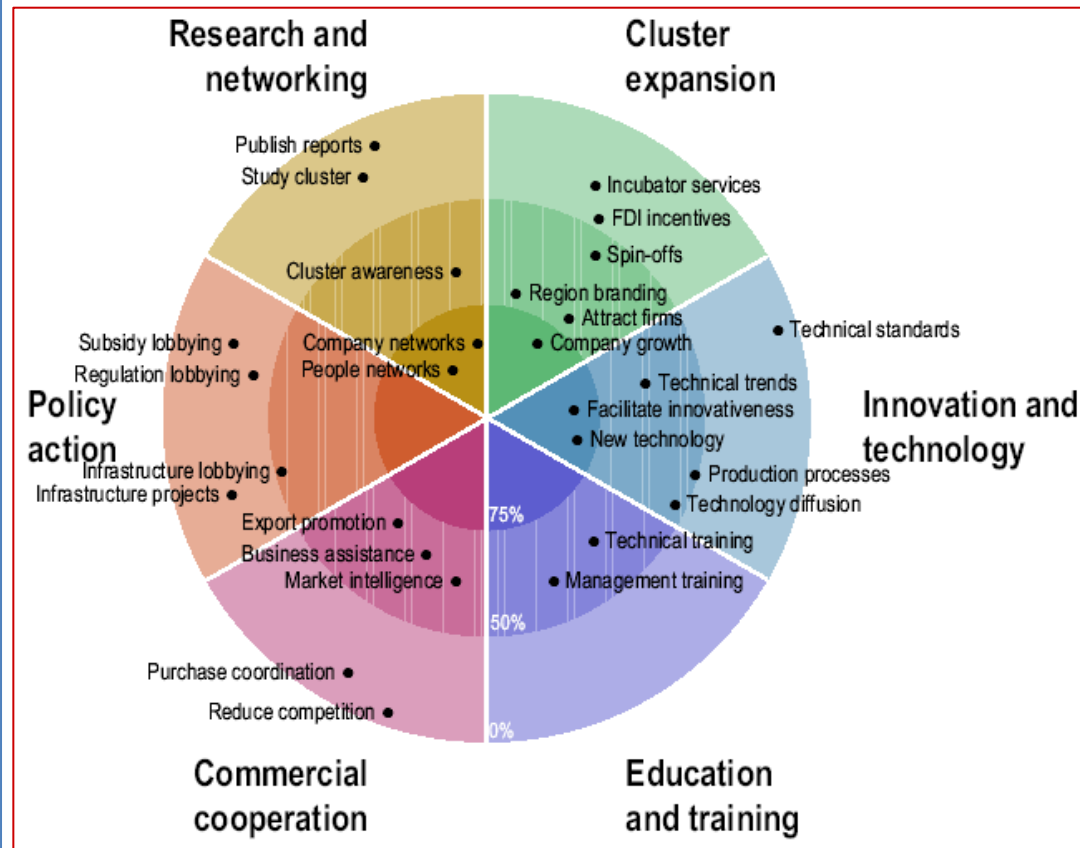 Research and
networking
Cluster
expansion
Publish reports
Study cluster
Cluster awareness
Company networks
People networks
Incubator services
FDI incentives
Spin-offs
Region branding
Attract firms
Company growth
Subsidy lobbying
Regulation lobbying
Policy
action
Infrastructure lobbying
Infrastructure projects
Technical standards
Technical trends
Facilitate innovativeness
New technology
Production processes
Technology diffusion
Innovation and
technology
Export promotion
Business assistance
Market intelligence
Purchase coordination
Reduce competition
75%
Technical training
Management training
50%
0%
Commercial
cooperation
Education
and training